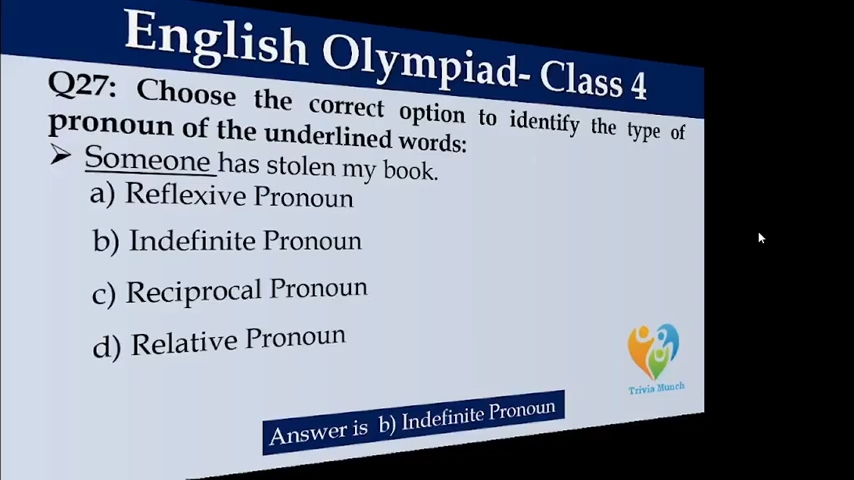 English Olympiad- Class 4
Q27: Choose the correct option to identify the type of
pronoun of the underlined words:
➢ Someone has stolen my book.
a) Reflexive Pronoun
b) Indefinite Pronoun
c) Reciprocal Pronoun
d) Relative Pronoun
Trivia Munch
Answer is b) Indefinite Pronoun